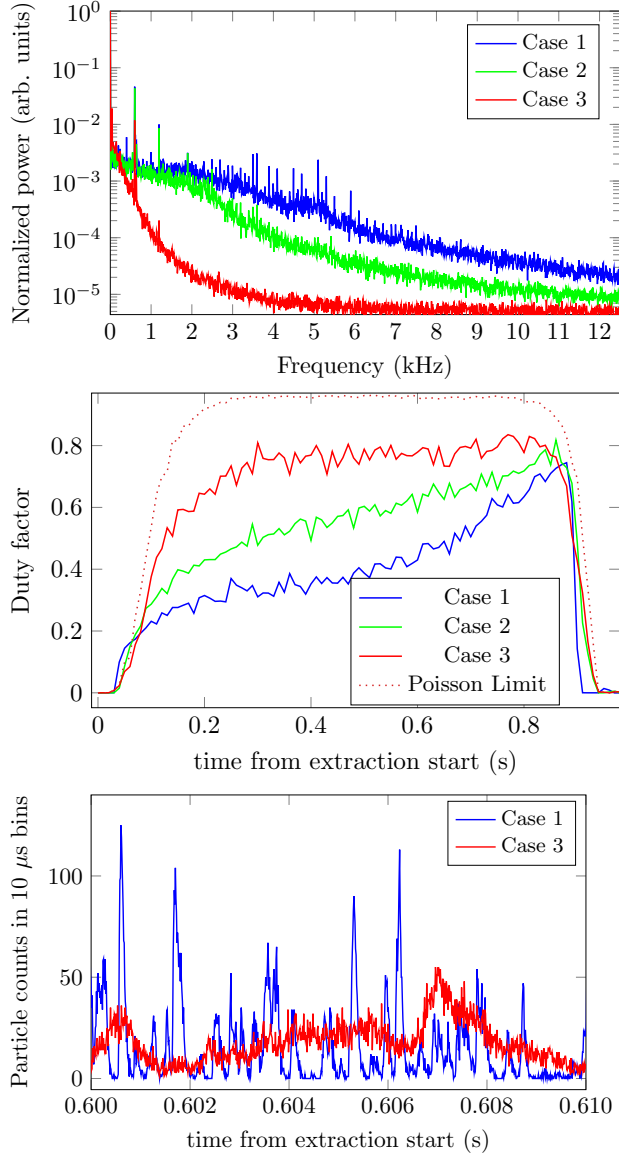 10^0
10^−1
10^−2
10^−3
10^−4
10^−5
Normalized power (arb. units)
Case 1
Case 2
Case 3
0 1 2 3 4 5 6 7 8 9 10 11 12
Frequency (kHz)
0.8
0.6
0.4
0.2
0
Duty factor
Case 1
Case 2
Case 3
Poisson Limit
0 0.2 0.4 0.6 0.8
time from extraction start (s)
100
50
0
Particle counts in 10 μs bins
Case 1
Case 3
0.600 0.602 0.604 0.606 0.608 0.610
time from extraction start (s)